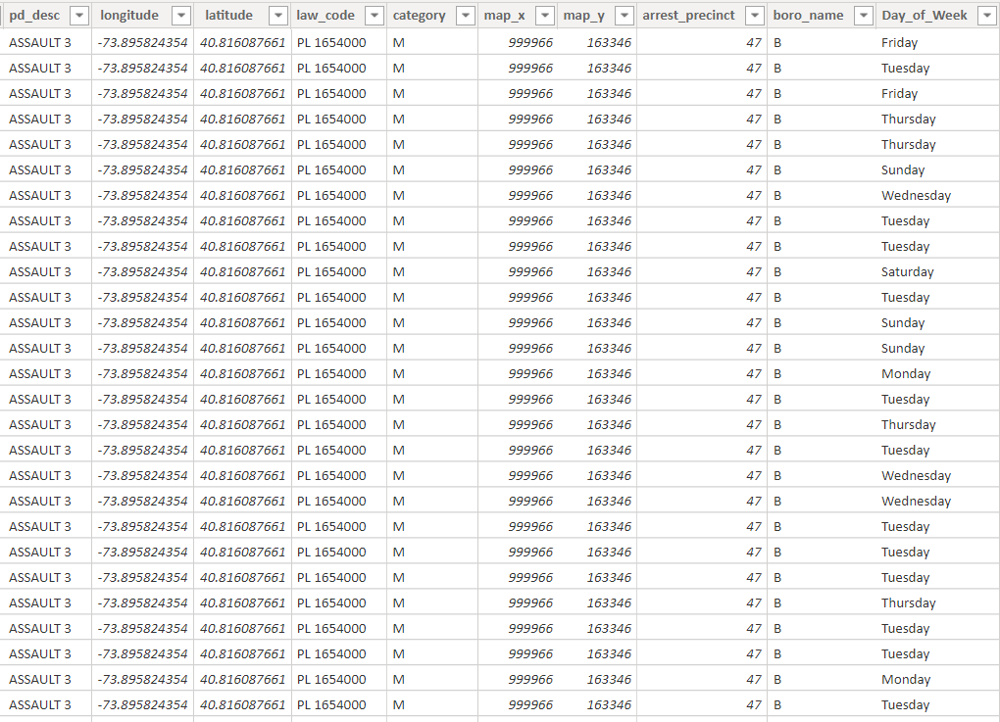 pd_desc longitude latitude law_code category map_x map_y arrest_precinct boro_name Day_of_Week
ASSAULT 3 -73.895824354 40.816087661 PL 1654000 M 999966 163346 47 B Friday
ASSAULT 3 -73.895824354 40.816087661 PL 1654000 M 999966 163346 47 B Tuesday
ASSAULT 3 -73.895824354 40.816087661 PL 1654000 M 999966 163346 47 B Friday
ASSAULT 3 -73.895824354 40.816087661 PL 1654000 M 999966 163346 47 B Thursday
ASSAULT 3 -73.895824354 40.816087661 PL 1654000 M 999966 163346 47 B Thursday
ASSAULT 3 -73.895824354 40.816087661 PL 1654000 M 999966 163346 47 B Sunday
ASSAULT 3 -73.895824354 40.816087661 PL 1654000 M 999966 163346 47 B Wednesday
ASSAULT 3 -73.895824354 40.816087661 PL 1654000 M 999966 163346 47 B Tuesday
ASSAULT 3 -73.895824354 40.816087661 PL 1654000 M 999966 163346 47 B Tuesday
ASSAULT 3 -73.895824354 40.816087661 PL 1654000 M 999966 163346 47 B Saturday
ASSAULT 3 -73.895824354 40.816087661 PL 1654000 M 999966 163346 47 B Tuesday
ASSAULT 3 -73.895824354 40.816087661 PL 1654000 M 999966 163346 47 B Sunday
ASSAULT 3 -73.895824354 40.816087661 PL 1654000 M 999966 163346 47 B Sunday
ASSAULT 3 -73.895824354 40.816087661 PL 1654000 M 999966 163346 47 B Monday
ASSAULT 3 -73.895824354 40.816087661 PL 1654000 M 999966 163346 47 B Tuesday
ASSAULT 3 -73.895824354 40.816087661 PL 1654000 M 999966 163346 47 B Thursday
ASSAULT 3 -73.895824354 40.816087661 PL 1654000 M 999966 163346 47 B Tuesday
ASSAULT 3 -73.895824354 40.816087661 PL 1654000 M 999966 163346 47 B Wednesday
ASSAULT 3 -73.895824354 40.816087661 PL 1654000 M 999966 163346 47 B Wednesday
ASSAULT 3 -73.895824354 40.816087661 PL 1654000 M 999966 163346 47 B Tuesday
ASSAULT 3 -73.895824354 40.816087661 PL 1654000 M 999966 163346 47 B Tuesday
ASSAULT 3 -73.895824354 40.816087661 PL 1654000 M 999966 163346 47 B Tuesday
ASSAULT 3 -73.895824354 40.816087661 PL 1654000 M 999966 163346 47 B Thursday
ASSAULT 3 -73.895824354 40.816087661 PL 1654000 M 999966 163346 47 B Tuesday
ASSAULT 3 -73.895824354 40.816087661 PL 1654000 M 999966 163346 47 B Tuesday
ASSAULT 3 -73.895824354 40.816087661 PL 1654000 M 999966 163346 47 B Monday
ASSAULT 3 -73.895824354 40.816087661 PL 1654000 M 999966 163346 47 B Tuesday